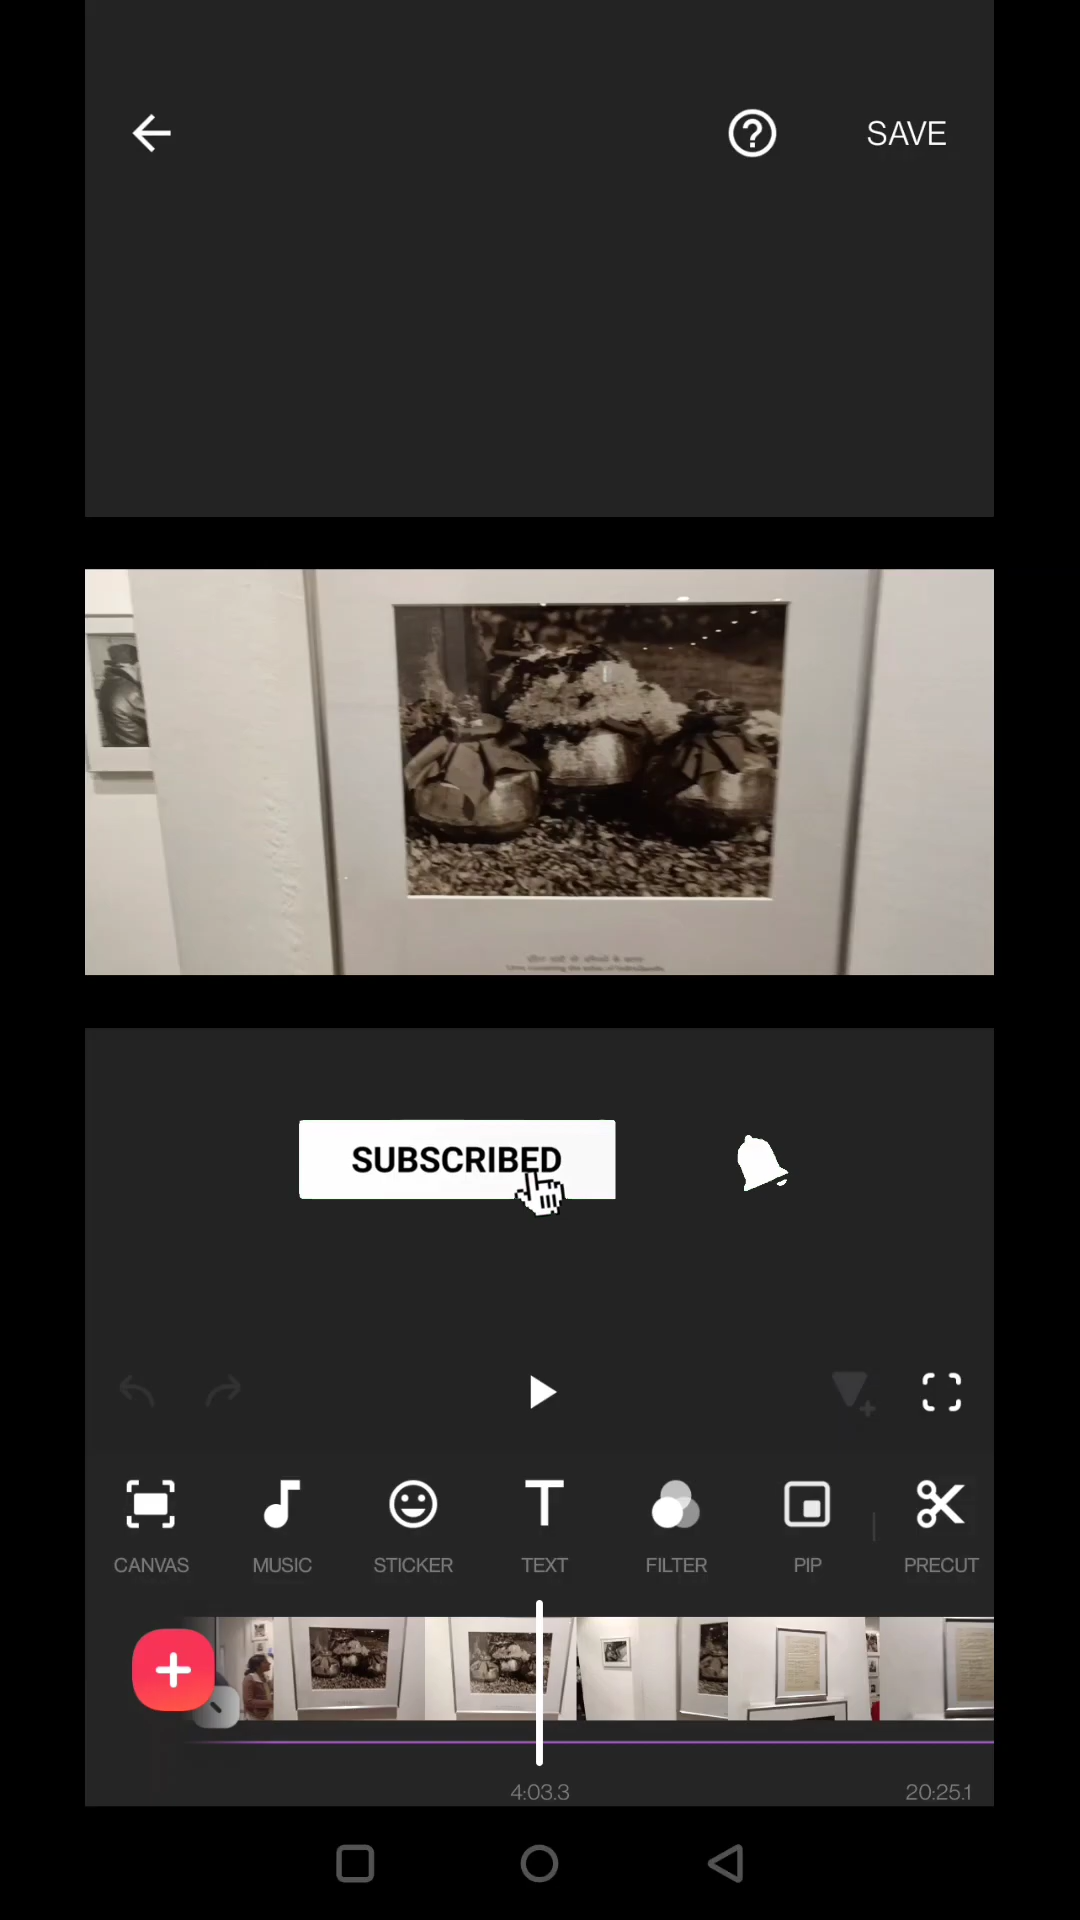 SAVE
SUBSCRIBED
CANVAS
MUSIC
STICKER
TEXT
FILTER
PIP
PRECUT
4:03.3
20:25.1